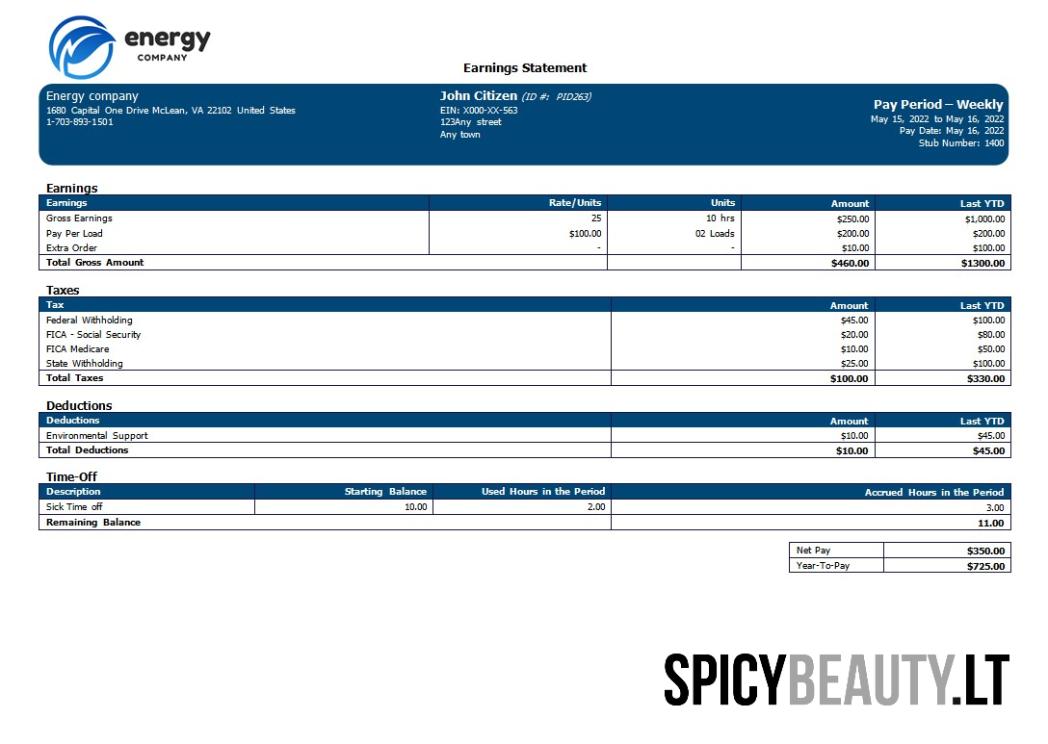 energy
COMPANY
Earnings Statement
Energy company
1680 Capital One Drive McLean, VA 22102 United States
1-703-893-1501
John Citizen (ID #: PID263)
EIN: X000-XX-563
123Any street
Any town
Pay Period – Weekly
May 15, 2022 to May 16, 2022
Pay Date: May 16, 2022
Stub Number: 1400
Earnings
Earnings Rate/Units Units Amount Last YTD
Gross Earnings 25 10 hrs $250.00 $1,000.00
Pay Per Load $100.00 02 Loads $200.00 $200.00
Extra Order - - $10.00 $100.00
Total Gross Amount $460.00 $1300.00
Taxes
Tax Amount Last YTD
Federal Withholding $45.00 $100.00
FICA - Social Security $20.00 $80.00
FICA Medicare $10.00 $50.00
State Withholding $25.00 $100.00
Total Taxes $100.00 $330.00
Deductions
Deductions Amount Last YTD
Environmental Support $10.00 $45.00
Total Deductions $10.00 $45.00
Time-Off
Description Starting Balance Used Hours in the Period Accrued Hours in the Period
Sick Time off 10.00 2.00 3.00
Remaining Balance 11.00
Net Pay $350.00
Year-To-Pay $725.00
SPICYBEAUTY.LT